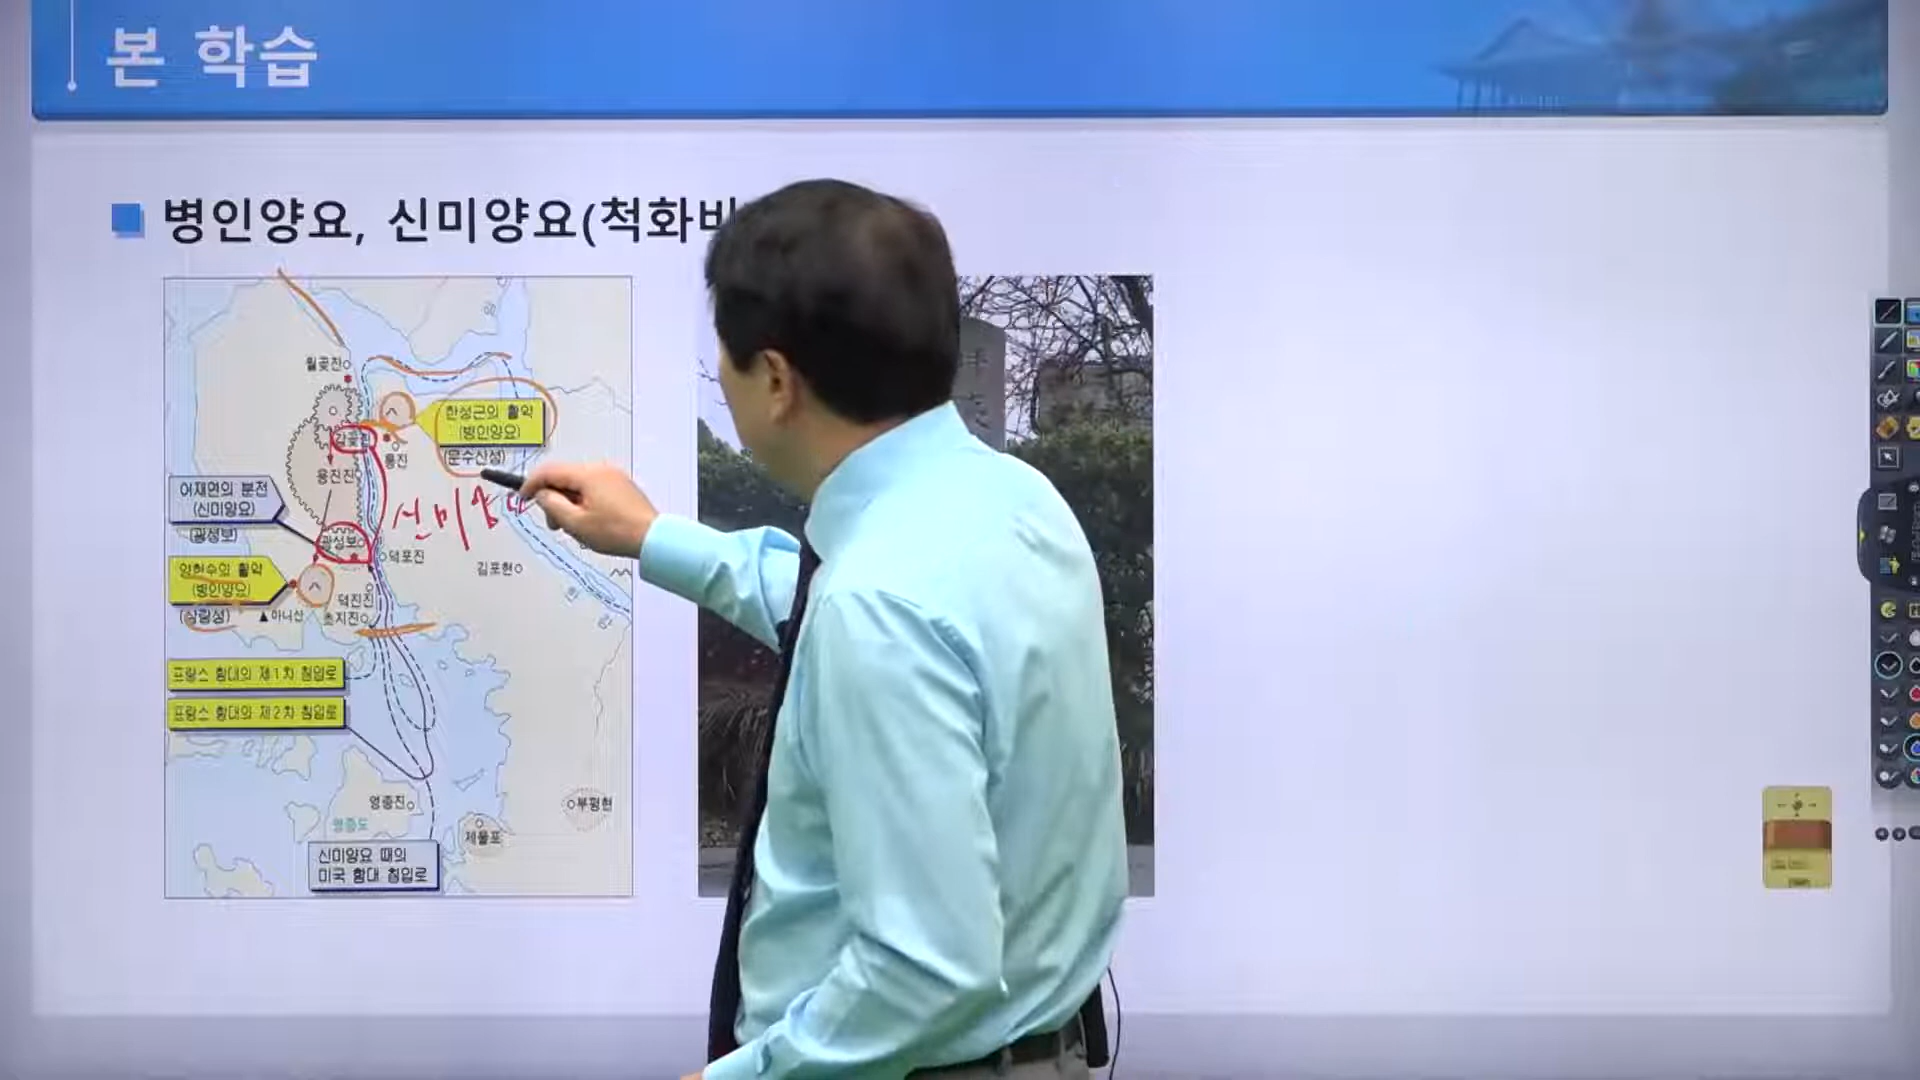 본 학습
병인양요, 신미양요(척화비
월곶진
한성근의 활약
(병인양요)
(문수산성)
갑곶진
통진
용진진
어재연의 분전
(신미양요)
(광성보)
신미양요
광성보
덕포진
김포현
양헌수의 활약
(병인양요)
(삼랑성)
마니산
덕진진
초지진
한
강
프랑스 함대의 제1차 침입로
프랑스 함대의 제2차 침입로
영종진
영종도
부평현
제물포
신미양요 때의
미국 함대 침입로